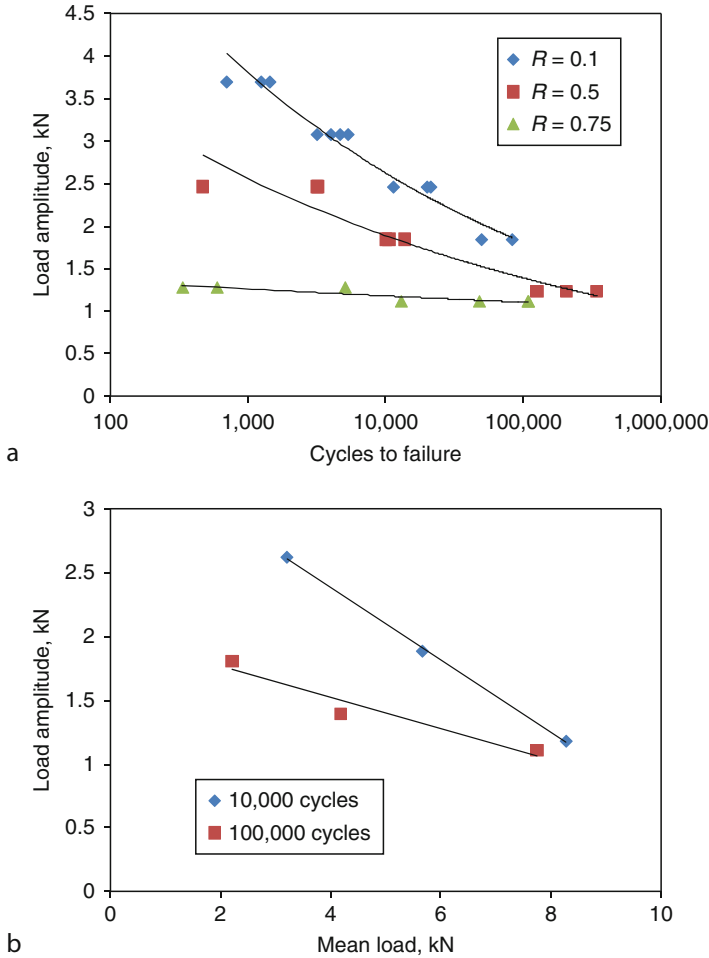 4.5
4
3.5
3
2.5
2
1.5
1
0.5
0
Load amplitude, kN
R = 0.1
R = 0.5
R = 0.75
100 1,000 10,000 100,000 1,000,000
Cycles to failure
a
3
2.5
2
1.5
1
0.5
0
Load amplitude, kN
10,000 cycles
100,000 cycles
0 2 4 6 8 10
Mean load, kN
b